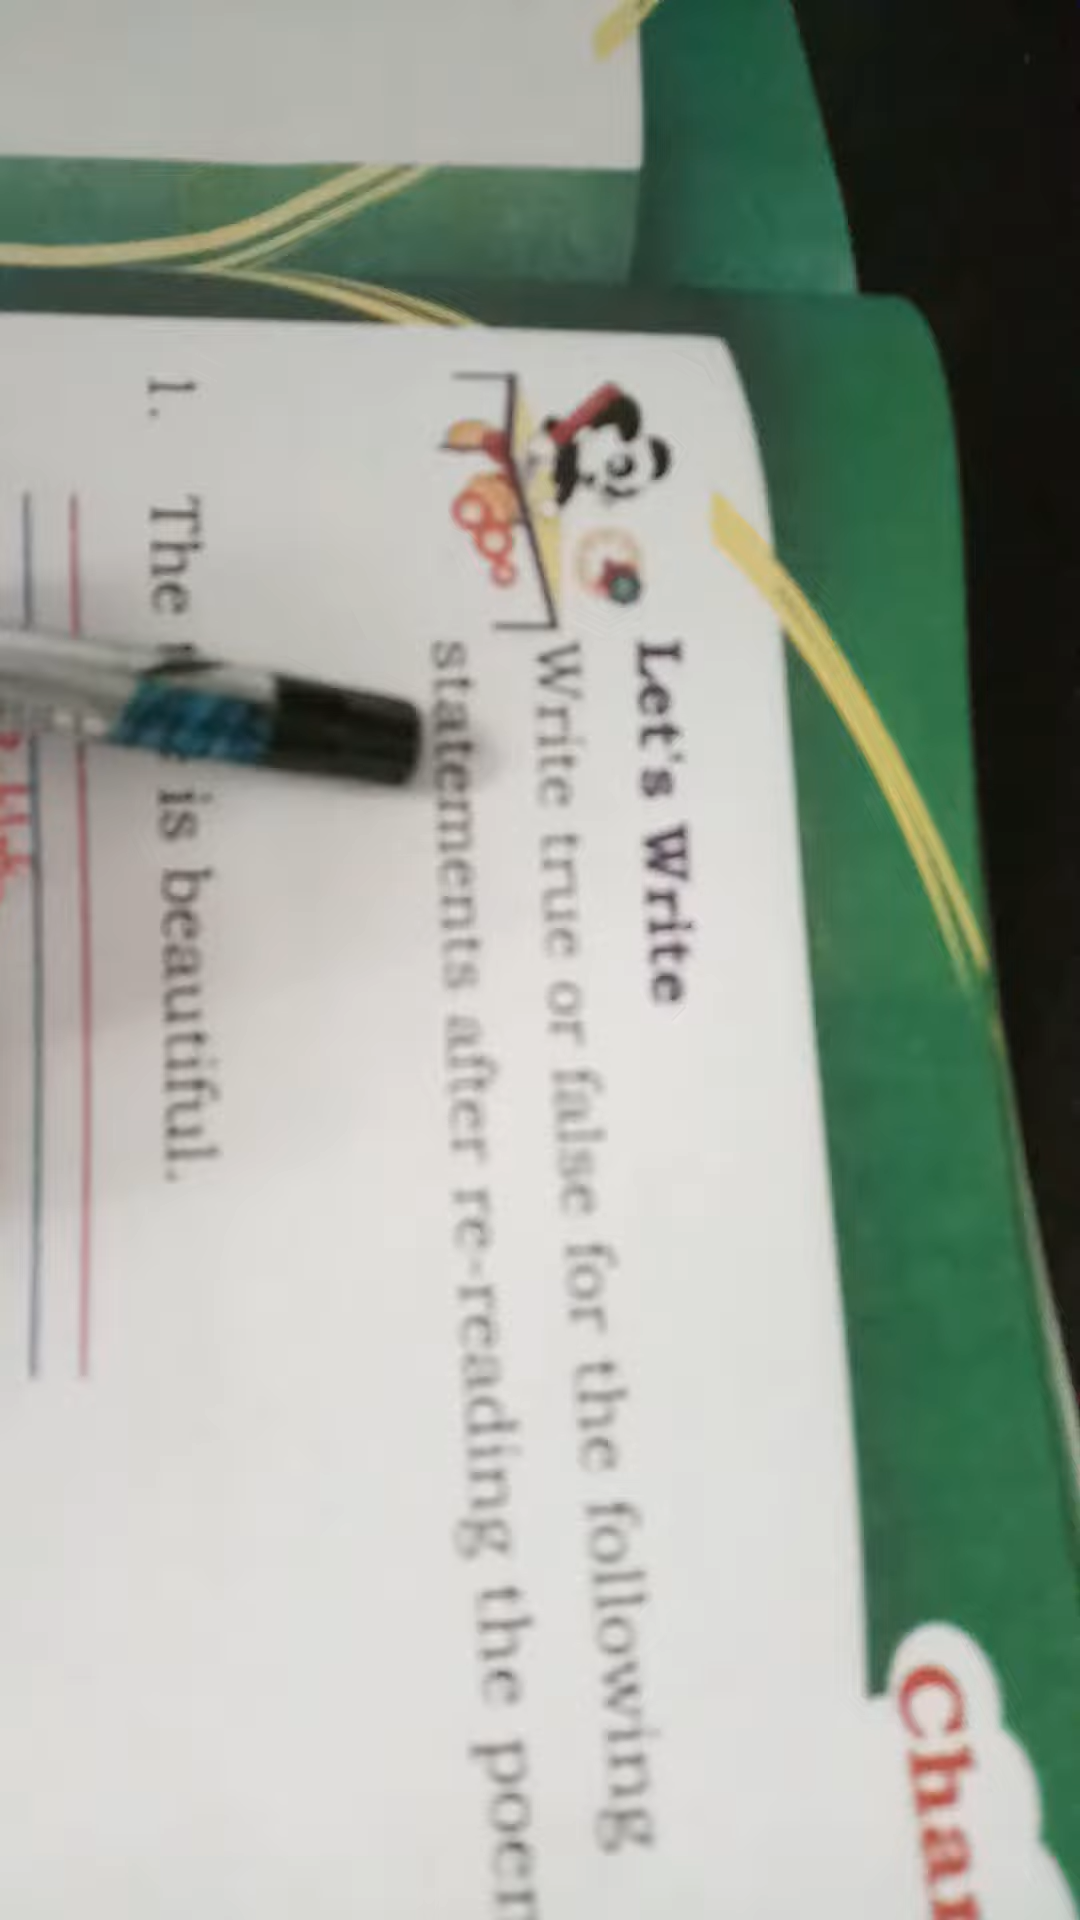 Char
Let's Write
Write true or false for the following
statements after re-reading the poem
1. The is beautiful.